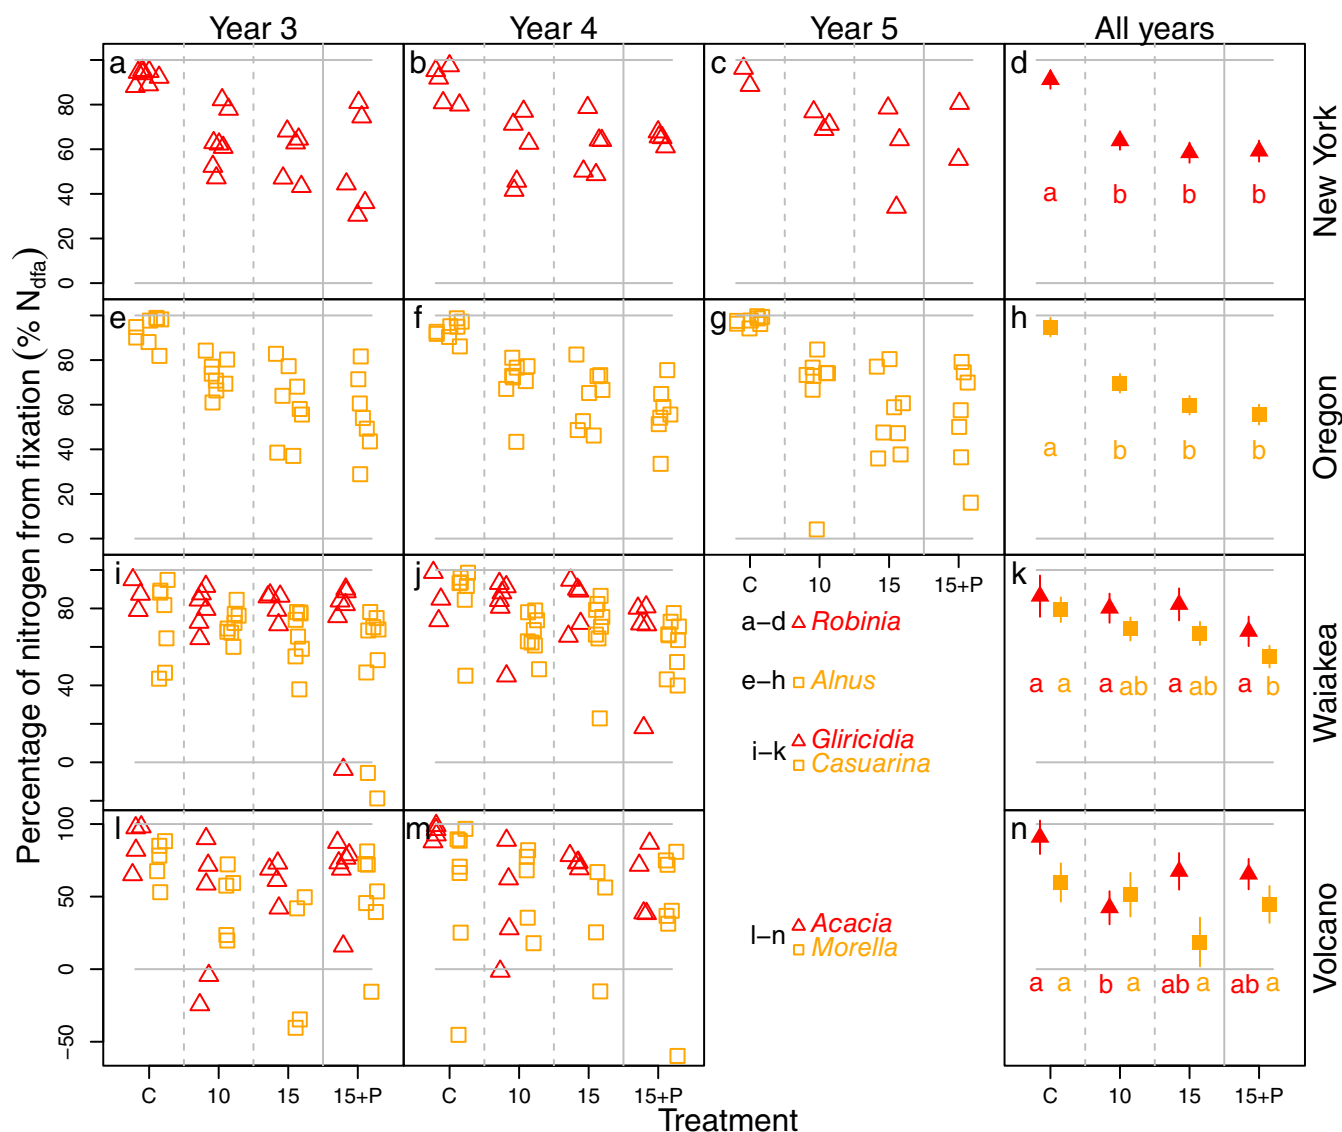 Year 3 Year 4 Year 5 All years
a b c d
80
60
40
20
0
New York
e f g h
80
60
40
20
0
a b b b
a b b b
Oregon
Percentage of nitrogen from fixation (% Ndfa)
i j k
80
40
0
C 10 15 15+P
a–d Robinia
e–h Alnus
i–k Gliricidia
Casuarina
a a a ab a ab a b
Waiakea
l m n
100
50
0
−50
l–n Acacia
Morella
a a b a ab a ab a
Volcano
C 10 15 15+P C 10 15 15+P C 10 15 15+P
Treatment